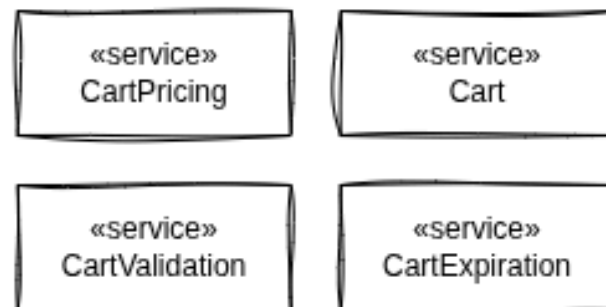 «service»
CartPricing
«service»
Cart
«service»
CartValidation
«service»
CartExpiration